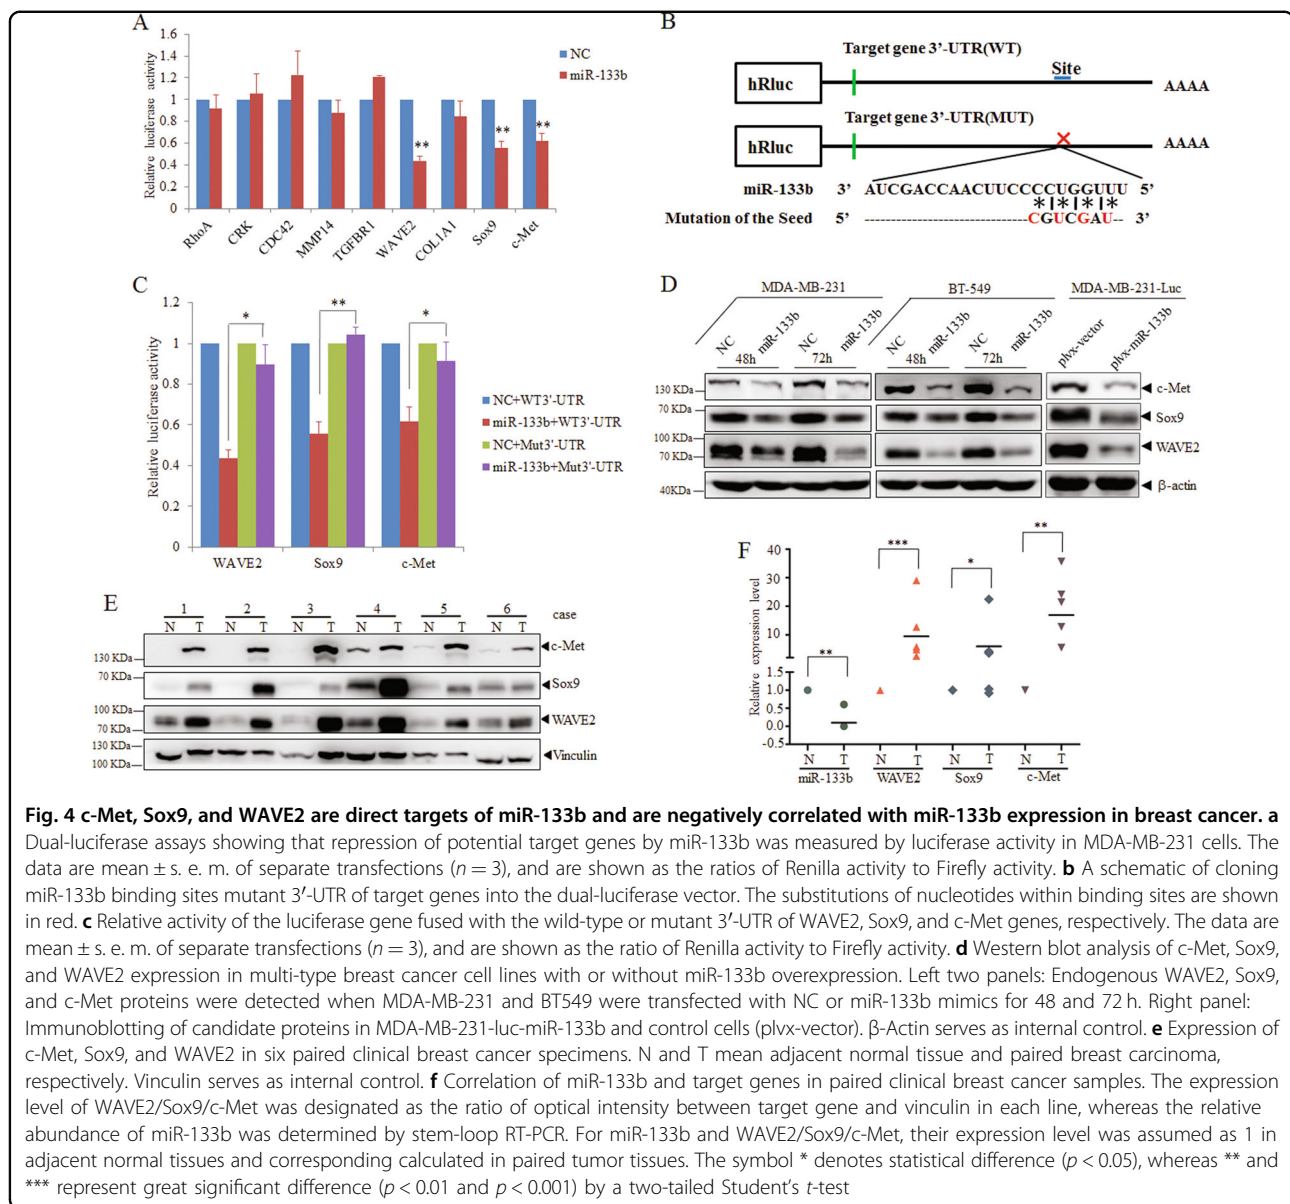 A
Relative luciferase activity
1.6
1.4
1.2
1
0.8
0.6
0.4
0.2
0
NC
miR-133b
** ** **
RhoA CRK CDC42 MMP14 TGFBR1 WAVE2 COL1A1 Sox9 c-Met
B
Target gene 3’-UTR(WT)
hRluc Site AAAA
Target gene 3’-UTR(MUT)
hRluc AAAA
miR-133b 3’ AUCGACCAACUUCCCCUGGUUU 5’
*|*|*|*
Mutation of the Seed 5’ CGUCGAU 3’
C
Relative luciferase activity
1.2
1
0.8
0.6
0.4
0.2
0
* ** *
NC+WT3'-UTR
miR-133b+WT3'-UTR
NC+Mut3'-UTR
miR-133b+Mut3'-UTR
WAVE2 Sox9 c-Met
D
MDA-MB-231 BT-549 MDA-MB-231-Luc
NC miR-133b NC miR-133b NC miR-133b NC miR-133b plvx-vector plvx-miR-133b
48h 72h 48h 72h
130 KDa c-Met
70 KDa Sox9
100 KDa
70 KDa WAVE2
40KDa β-actin
E
1 2 3 4 5 6 case
N T N T N T N T N T N T
c-Met
130 KDa
70 KDa Sox9
100 KDa
70 KDa WAVE2
130 KDa
100 KDa Vinculin
F
Relative expression level
40
30
20
10
1.5
1.0
0.5
0.0
-0.5
** *** * **
N T N T N T N T
miR-133b WAVE2 Sox9 c-Met
Fig. 4 c-Met, Sox9, and WAVE2 are direct targets of miR-133b and are negatively correlated with miR-133b expression in breast cancer. a
Dual-luciferase assays showing that repression of potential target genes by miR-133b was measured by luciferase activity in MDA-MB-231 cells. The
data are mean ± s. e. m. of separate transfections (n = 3), and are shown as the ratios of Renilla activity to Firefly activity. b A schematic of cloning
miR-133b binding sites mutant 3′-UTR of target genes into the dual-luciferase vector. The substitutions of nucleotides within binding sites are shown
in red. c Relative activity of the luciferase gene fused with the wild-type or mutant 3′-UTR of WAVE2, Sox9, and c-Met genes, respectively. The data are
mean ± s. e. m. of separate transfections (n = 3), and are shown as the ratio of Renilla activity to Firefly activity. d Western blot analysis of c-Met, Sox9,
and WAVE2 expression in multi-type breast cancer cell lines with or without miR-133b overexpression. Left two panels: Endogenous WAVE2, Sox9,
and c-Met proteins were detected when MDA-MB-231 and BT549 were transfected with NC or miR-133b mimics for 48 and 72 h. Right panel:
Immunoblotting of candidate proteins in MDA-MB-231-luc-miR-133b and control cells (plvx-vector). β-Actin serves as internal control. e Expression of
c-Met, Sox9, and WAVE2 in six paired clinical breast cancer specimens. N and T mean adjacent normal tissue and paired breast carcinoma,
respectively. Vinculin serves as internal control. f Correlation of miR-133b and target genes in paired clinical breast cancer samples. The expression
level of WAVE2/Sox9/c-Met was designated as the ratio of optical intensity between target gene and vinculin in each line, whereas the relative
abundance of miR-133b was determined by stem-loop RT-PCR. For miR-133b and WAVE2/Sox9/c-Met, their expression level was assumed as 1 in
adjacent normal tissues and corresponding calculated in paired tumor tissues. The symbol * denotes statistical difference (p < 0.05), whereas ** and
*** represent great significant difference (p < 0.01 and p < 0.001) by a two-tailed Student’s t-test